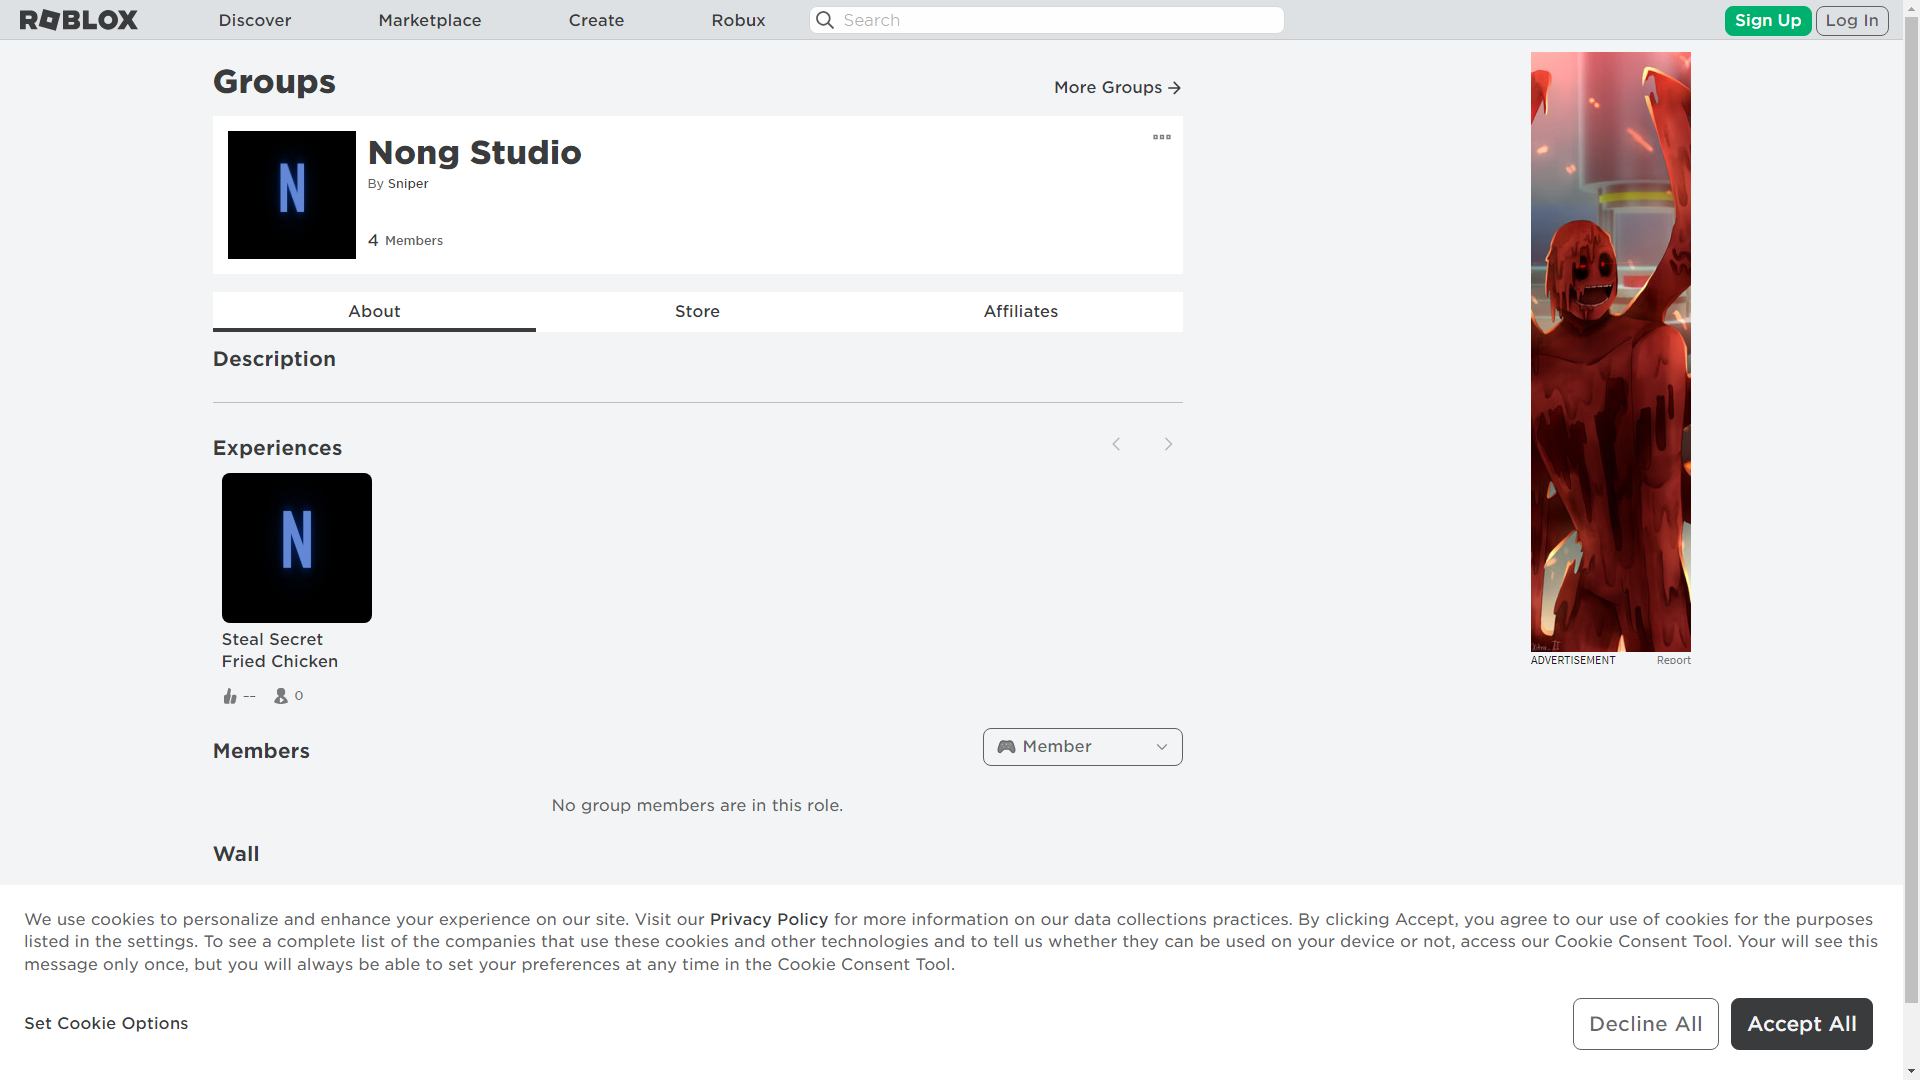 ROBLOX
Discover
Marketplace
Create
Robux
Search
Sign Up
Log In
Groups
More Groups
N
Nong Studio
By Sniper
4 Members
About
Store
Affiliates
Description
Experiences
N
Steal Secret
Fried Chicken
--
0
Members
Member
No group members are in this role.
Wall
ADVERTISEMENT
Report
We use cookies to personalize and enhance your experience on our site. Visit our Privacy Policy for more information on our data collections practices. By clicking Accept, you agree to our use of cookies for the purposes
listed in the settings. To see a complete list of the companies that use these cookies and other technologies and to tell us whether they can be used on your device or not, access our Cookie Consent Tool. Your will see this
message only once, but you will always be able to set your preferences at any time in the Cookie Consent Tool.
Set Cookie Options
Decline All
Accept All